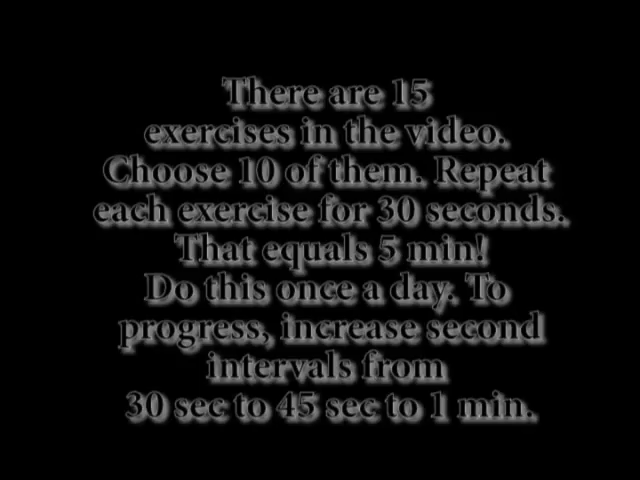 There are 15
exercises in the video.
Choose 10 of them. Repeat
each exercise for 30 seconds.
That equals 5 min!
Do this once a day. To
progress, increase second
intervals from
30 sec to 45 sec to 1 min.